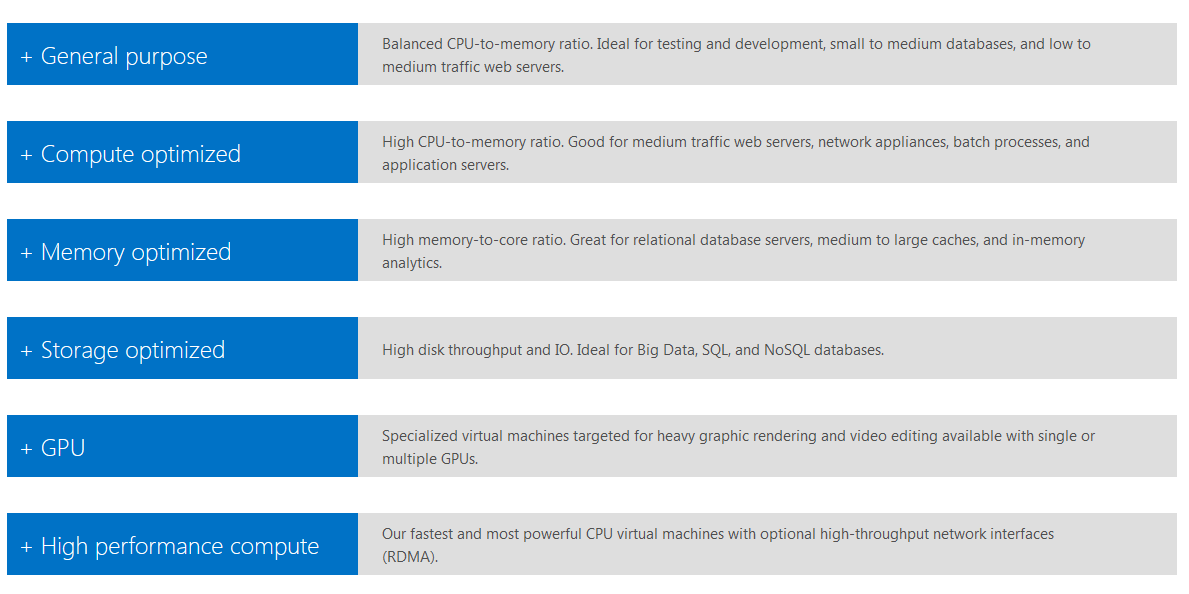 + General purpose
Balanced CPU-to-memory ratio. Ideal for testing and development, small to medium databases, and low to
medium traffic web servers.
+ Compute optimized
High CPU-to-memory ratio. Good for medium traffic web servers, network appliances, batch processes, and
application servers.
+ Memory optimized
High memory-to-core ratio. Great for relational database servers, medium to large caches, and in-memory
analytics.
+ Storage optimized
High disk throughput and IO. Ideal for Big Data, SQL, and NoSQL databases.
+ GPU
Specialized virtual machines targeted for heavy graphic rendering and video editing available with single or
multiple GPUs.
+ High performance compute
Our fastest and most powerful CPU virtual machines with optional high-throughput network interfaces
(RDMA).